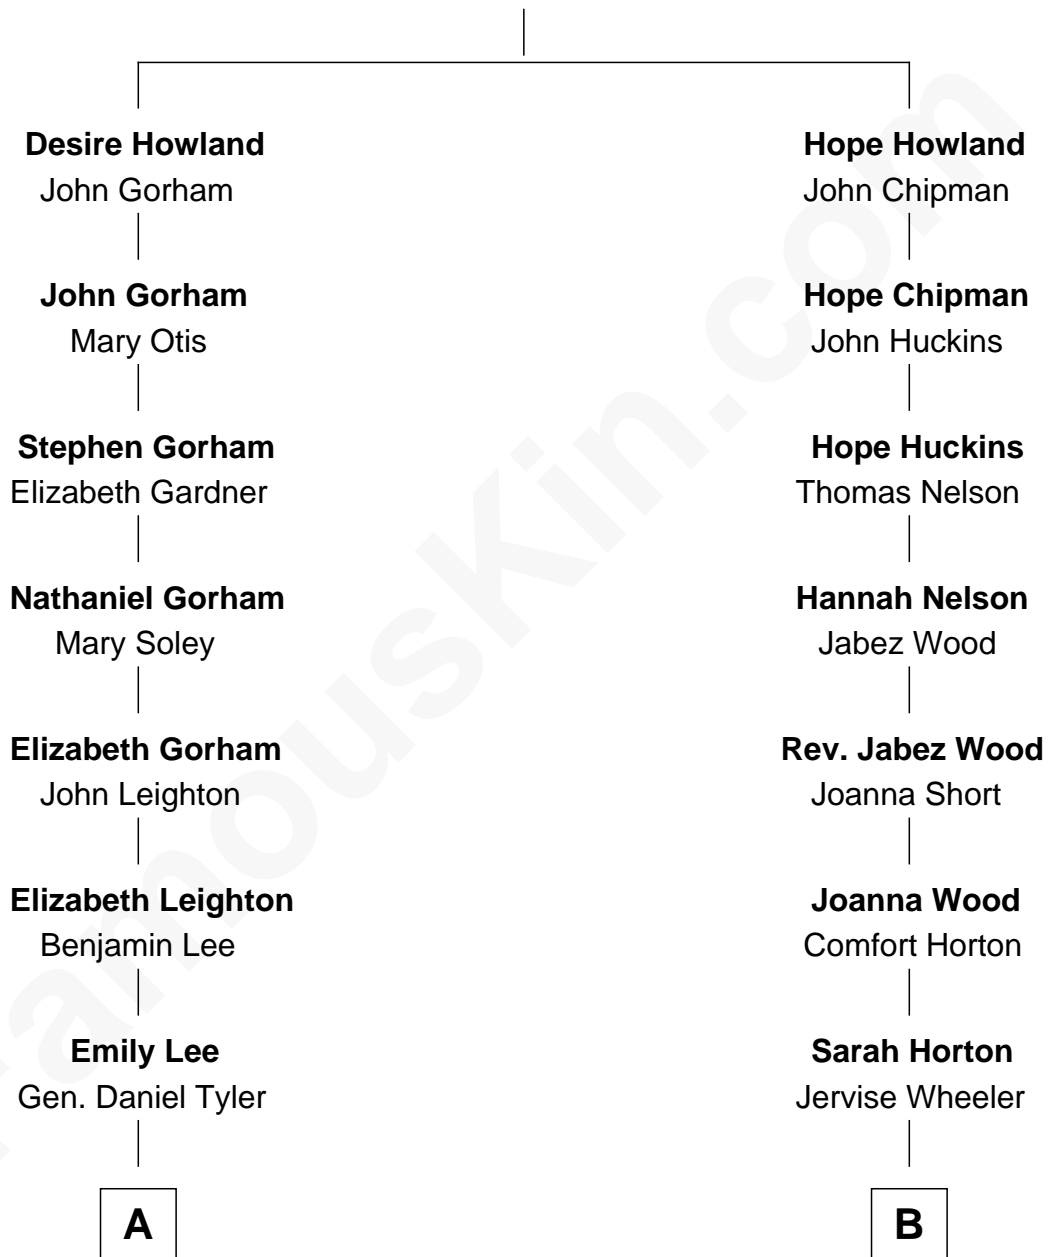 Desire Howland
John Gorham
John Gorham
Mary Otis
Stephen Gorham
Elizabeth Gardner
Nathaniel Gorham
Mary Soley
Elizabeth Gorham
John Leighton
Elizabeth Leighton
Benjamin Lee
Emily Lee
Gen. Daniel Tyler
A
Hope Howland
John Chipman
Hope Chipman
John Huckins
Hope Huckins
Thomas Nelson
Hannah Nelson
Jabez Wood
Rev. Jabez Wood
Joanna Short
Joanna Wood
Comfort Horton
Sarah Horton
Jervise Wheeler
B
FamousKin.com